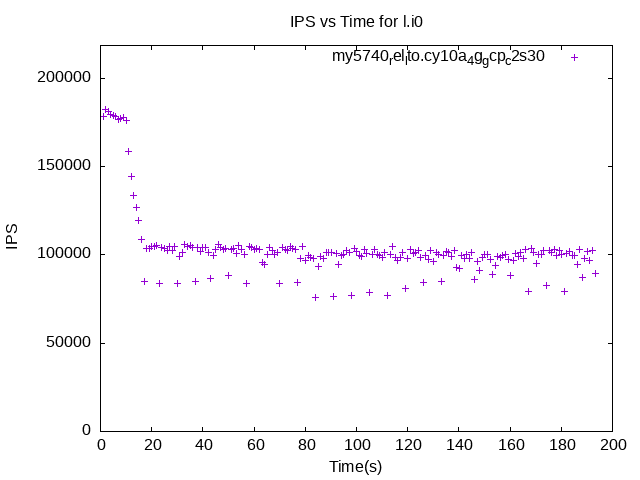 IPS vs Time for l.i0
my5740_rel_lto.cy10a_4g_gcp_c2s30
200000
150000
100000
50000
0
IPS
0 20 40 60 80 100 120 140 160 180 200
Time(s)